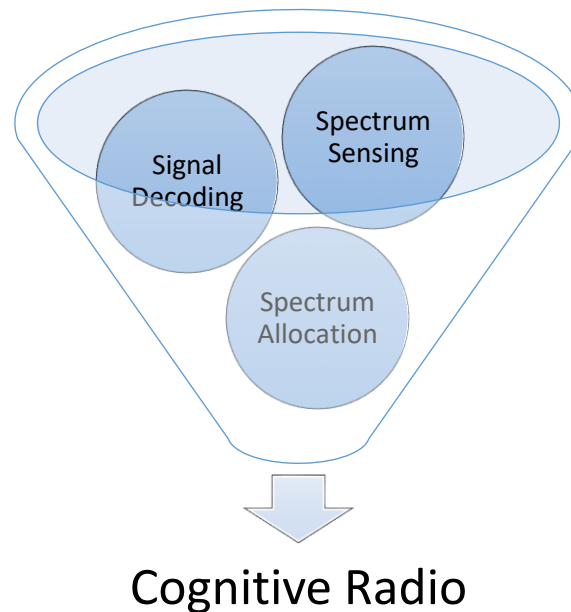 Spectrum
Sensing
Signal
Decoding
Spectrum
Allocation
Cognitive Radio